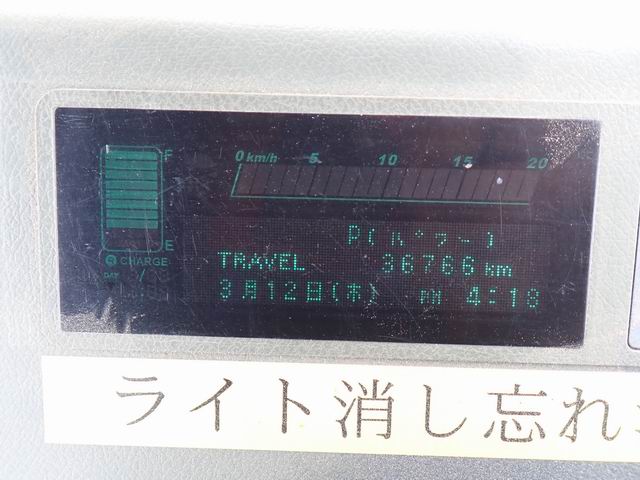 F
0 km/h 5 10 15 20
P(パワー)
E
CHARGE
TRAVEL 36766 km
DAY
3月12日(木) PM 4:18
ライト消し忘れ